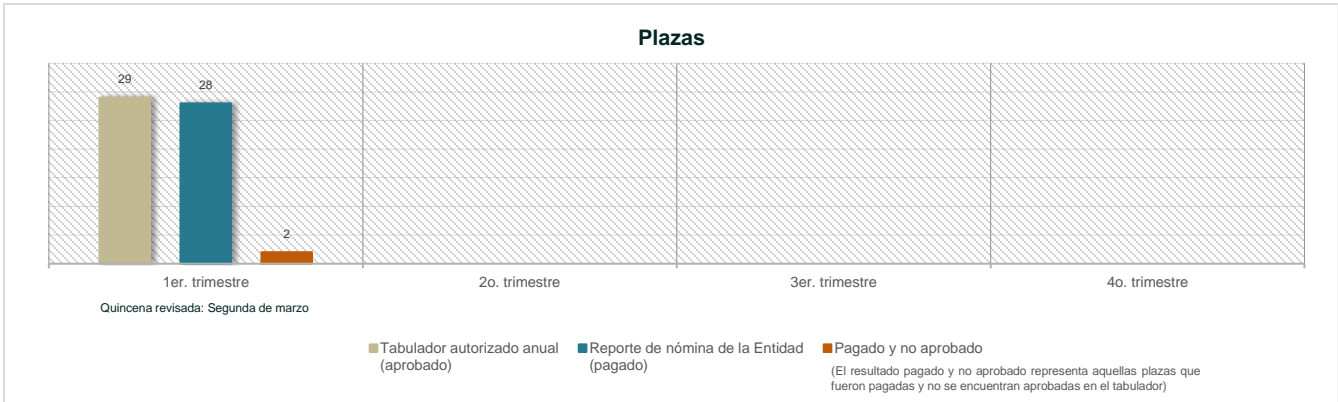 Plazas
29
28
2
1er. trimestre
2o. trimestre
3er. trimestre
4o. trimestre
Quincena revisada: Segunda de marzo
Tabulador autorizado anual
(aprobado)
Reporte de nómina de la Entidad
(pagado)
Pagado y no aprobado
(El resultado pagado y no aprobado representa aquellas plazas que
fueron pagadas y no se encuentran aprobadas en el tabulador)